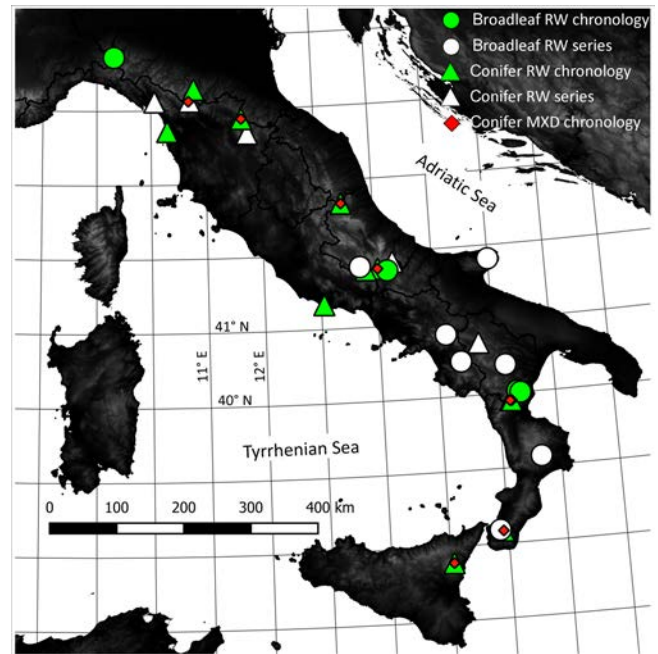 Broadleaf RW chronology
Broadleaf RW series
Conifer RW chronology
Conifer RW series
Conifer MXD chronology
Adriatic Sea
41° N
11° E
12° E
40° N
Tyrrhenian Sea
0 100 200 300 400 km